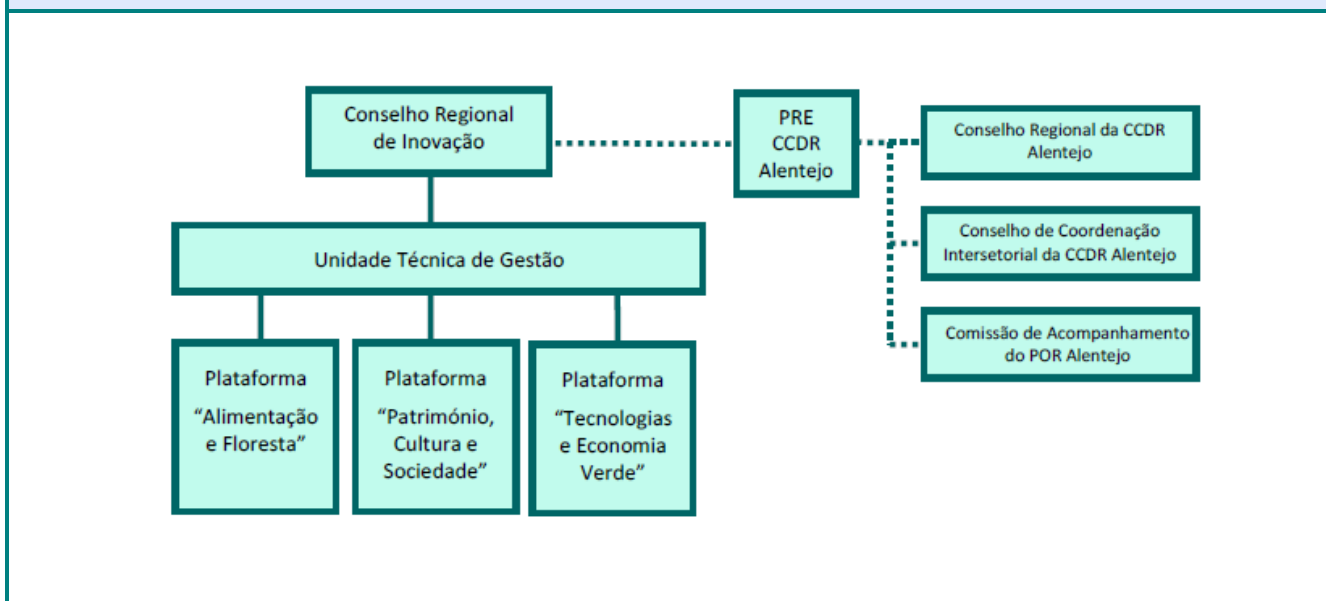 Conselho Regional
de Inovação
PRE
CCDR
Alentejo
Conselho Regional da CCDR
Alentejo
Conselho de Coordenação
Intersetorial da CCDR Alentejo
Comissão de Acompanhamento
do POR Alentejo
Unidade Técnica de Gestão
Plataforma
“Alimentação
e Floresta”
Plataforma
“Património,
Cultura e
Sociedade”
Plataforma
“Tecnologias
e Economia
Verde”